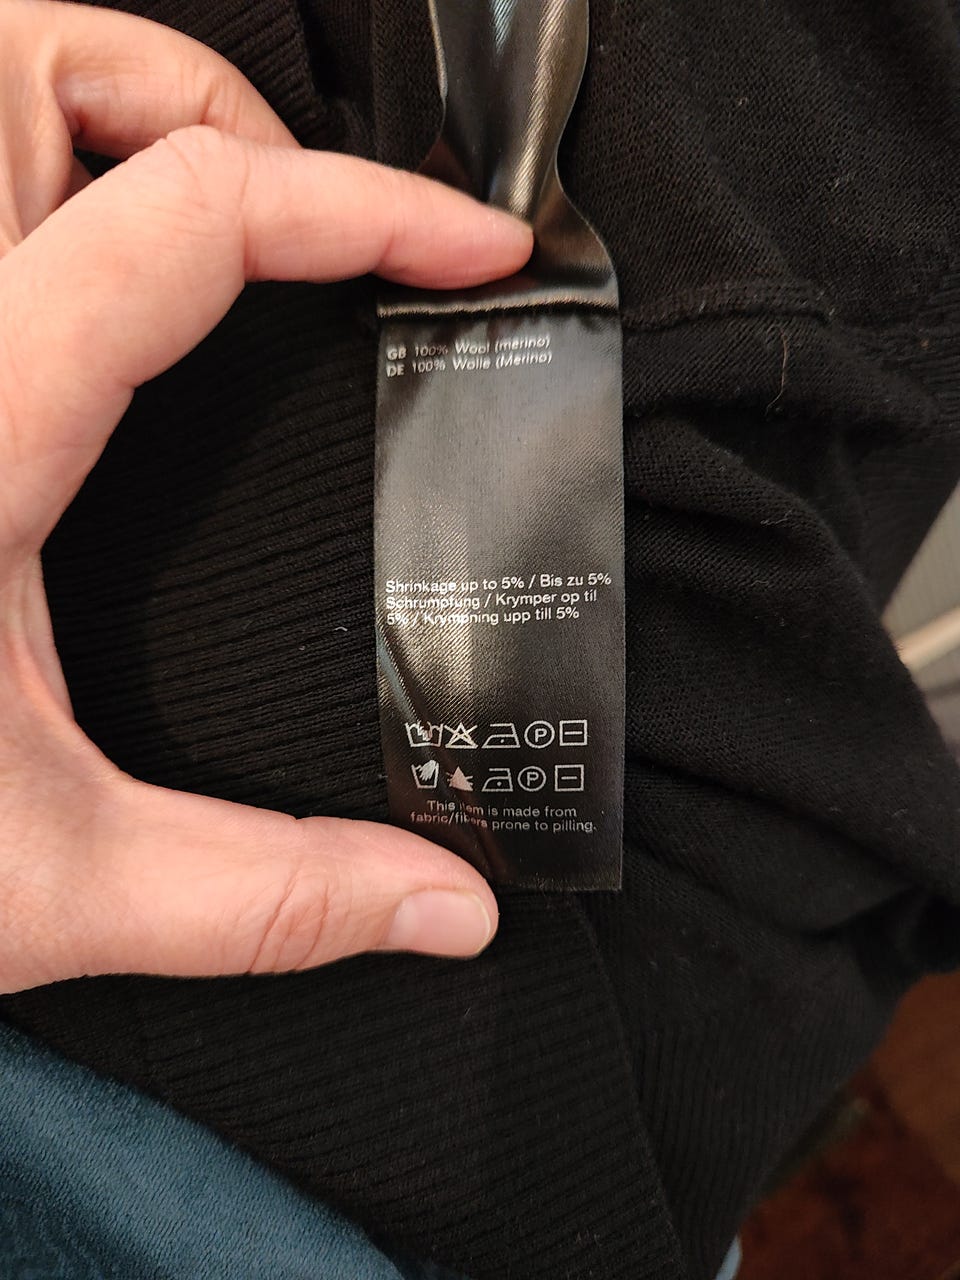 GB 100% Wool (merino)
DE 100% Wolle (Merino)
Shrinkage up to 5% / Bis zu 5%
Schrumpfung / Krymper op til
5% / Krympning upp till 5%
P
P
This item is made from
fabric/fibers prone to pilling.